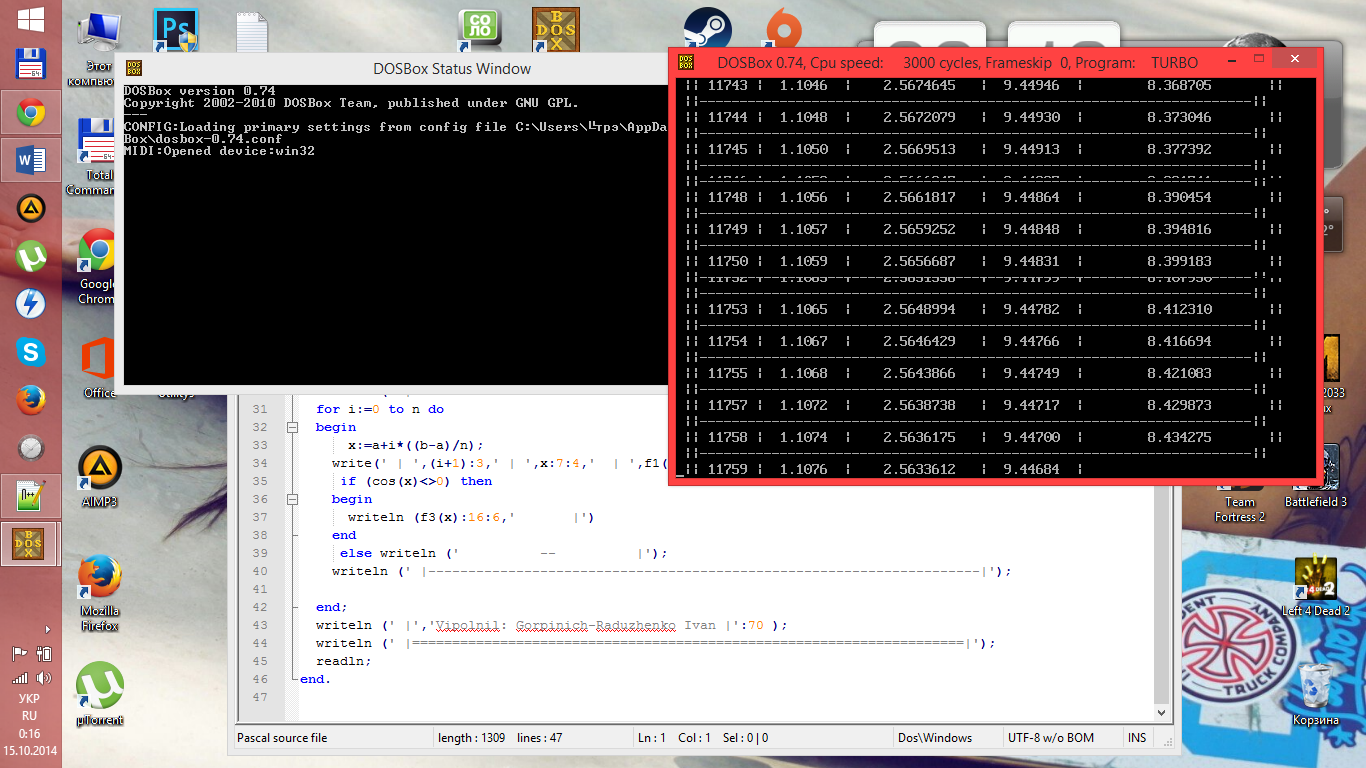 Этот
компью
Total
Comman
Google
Chrom
Office
AIMP3
Mozilla
Firefox
µTorrent
УКР
RU
0:16
15.10.2014
DOSBox Status Window
DOSBox version 0.74
Copyright 2002-2010 DOSBox Team, published under GNU GPL.
---
CONFIG:Loading primary settings from config file C:\Users\
Box\dosbox-0.74.conf
MIDI:Opened device:win32
DOSBox 0.74, Cpu speed: 3000 cycles, Frameskip 0, Program: TURBO
|| 11743 | 1.1046 | 2.5674645 | 9.44946 | 8.368705 ||
|| 11744 | 1.1048 | 2.5672079 | 9.44930 | 8.373046 ||
|| 11745 | 1.1050 | 2.5669513 | 9.44913 | 8.377392 ||
|| 11748 | 1.1056 | 2.5661817 | 9.44864 | 8.390454 ||
|| 11749 | 1.1057 | 2.5659252 | 9.44848 | 8.394816 ||
|| 11750 | 1.1059 | 2.5656687 | 9.44831 | 8.399183 ||
|| 11753 | 1.1065 | 2.5648994 | 9.44782 | 8.412310 ||
|| 11754 | 1.1067 | 2.5646429 | 9.44766 | 8.416694 ||
|| 11755 | 1.1068 | 2.5643866 | 9.44749 | 8.421083 ||
|| 11757 | 1.1072 | 2.5638738 | 9.44717 | 8.429873 ||
|| 11758 | 1.1074 | 2.5636175 | 9.44700 | 8.434275 ||
|| 11759 | 1.1076 | 2.5633612 | 9.44684 |
31 for i:=0 to n do
32 begin
33 x:=a+i*((b-a)/n);
34 write(' | ',(i+1):3,' | ',x:7:4,'  | ',f1(
35 if (cos(x)<>0) then
36 begin
37 writeln (f3(x):16:6,'       |')
38 end
39 else writeln ('          --          |');
40 writeln (' |---------------------------------------------------------------------|');
41
42 end;
43 writeln (' |','Vipolnil: Gorpinich-Raduzhenko Ivan |':70 );
44 writeln (' |=====================================================================|');
45 readln;
46 end.
47
Pascal source file length : 1309 lines : 47 Ln : 1 Col : 1 Sel : 0 | 0 Dos\Windows UTF-8 w/o BOM INS
Team
Fortress 2
Battlefield 3
Left 4 Dead 2
Корзина